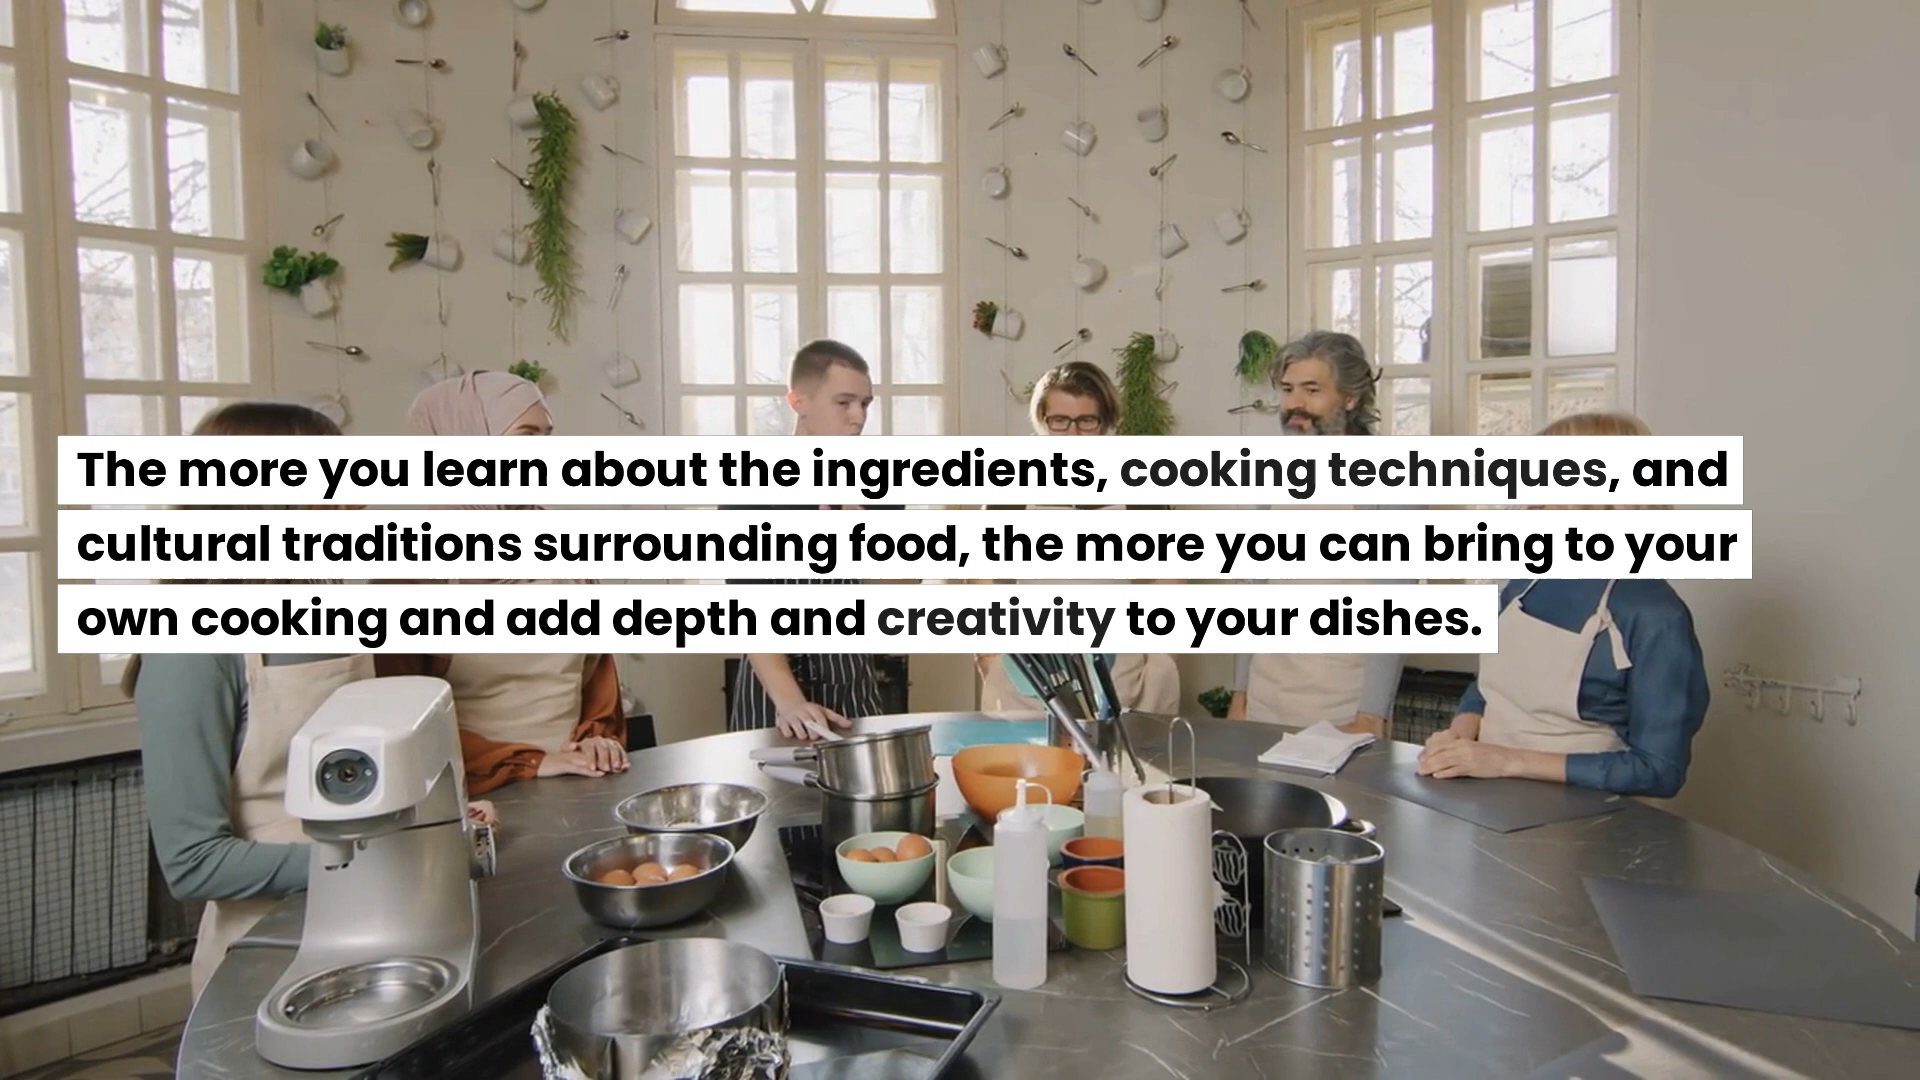 The more you learn about the ingredients, cooking techniques, and
cultural traditions surrounding food, the more you can bring to your
own cooking and add depth and creativity to your dishes.